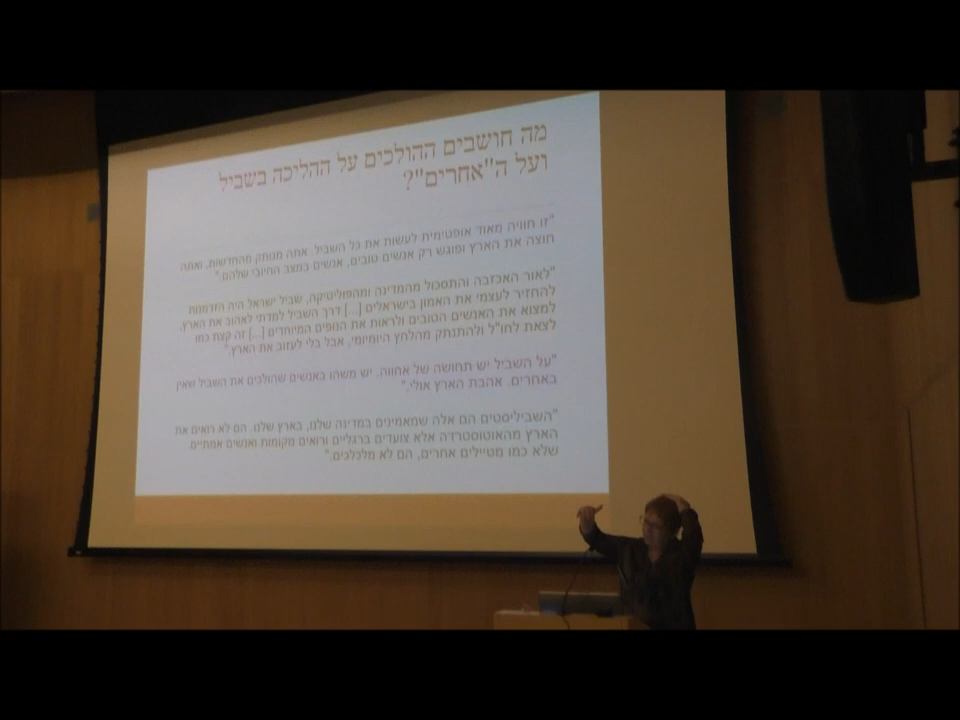 מה חושבים ההולכים על ההליכה בשביל
ועל ה"אחרים"?
"זו חוויה מאוד אופטימית לעשות את כל השביל. אתה מנותק מהחדשות, ואתה
חוצה את הארץ ופוגש רק אנשים טובים, אנשים במצב החיובי שלהם."
"לאור האכזבה והתסכול מהמדינה ומהפוליטיקה, שביל ישראל היה הזדמנות
להחזיר לעצמי את האמון בישראלים [...] דרך השביל למדתי לאהוב את הארץ,
למצוא את האנשים הטובים ולראות את הנופים המיוחדים [...] זה קצת כמו
לצאת לחו"ל ולהתנתק מהלחץ היומיומי, אבל בלי לעזוב את הארץ."
"על השביל יש תחושה של אחווה. יש משהו באנשים שהולכים את השביל שאין
באחרים. אהבת הארץ אולי."
"השביליסטים הם אלה שמאמינים במדינה שלנו, בארץ שלנו. הם לא רואים את
הארץ מהאוטוסטרדה אלא צועדים ברגליים ורואים מקומות ואנשים אמתיים.
שלא כמו מטיילים אחרים, הם לא מלכלכים."